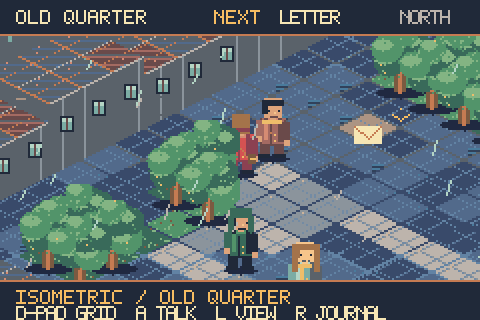 OLD QUARTER NEXT LETTER NORTH
ISOMETRIC / OLD QUARTER
D-PAD GRID A TALK L VIEW R JOURNAL